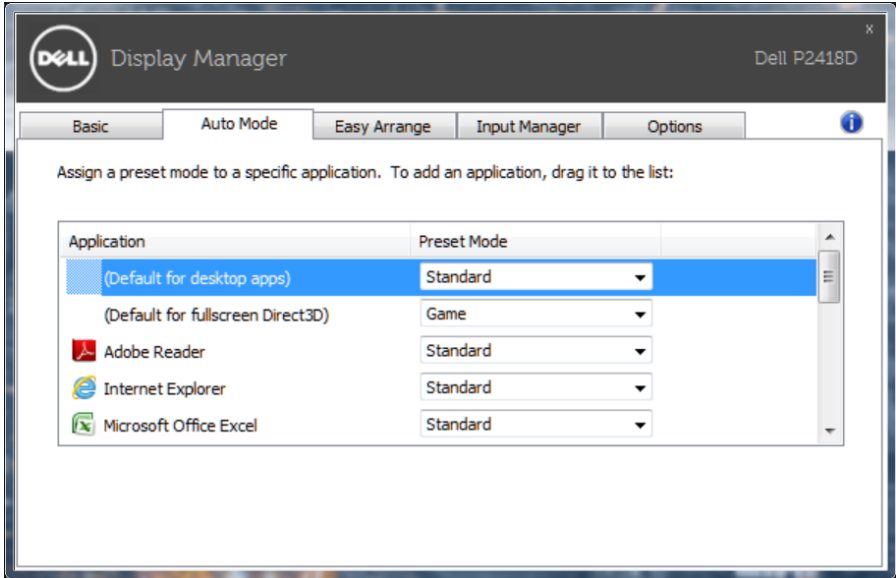 x
DELL Display Manager Dell P2418D
Basic Auto Mode Easy Arrange Input Manager Options i
Assign a preset mode to a specific application. To add an application, drag it to the list:
Application Preset Mode
(Default for desktop apps) Standard
(Default for fullscreen Direct3D) Game
Adobe Reader Standard
Internet Explorer Standard
Microsoft Office Excel Standard